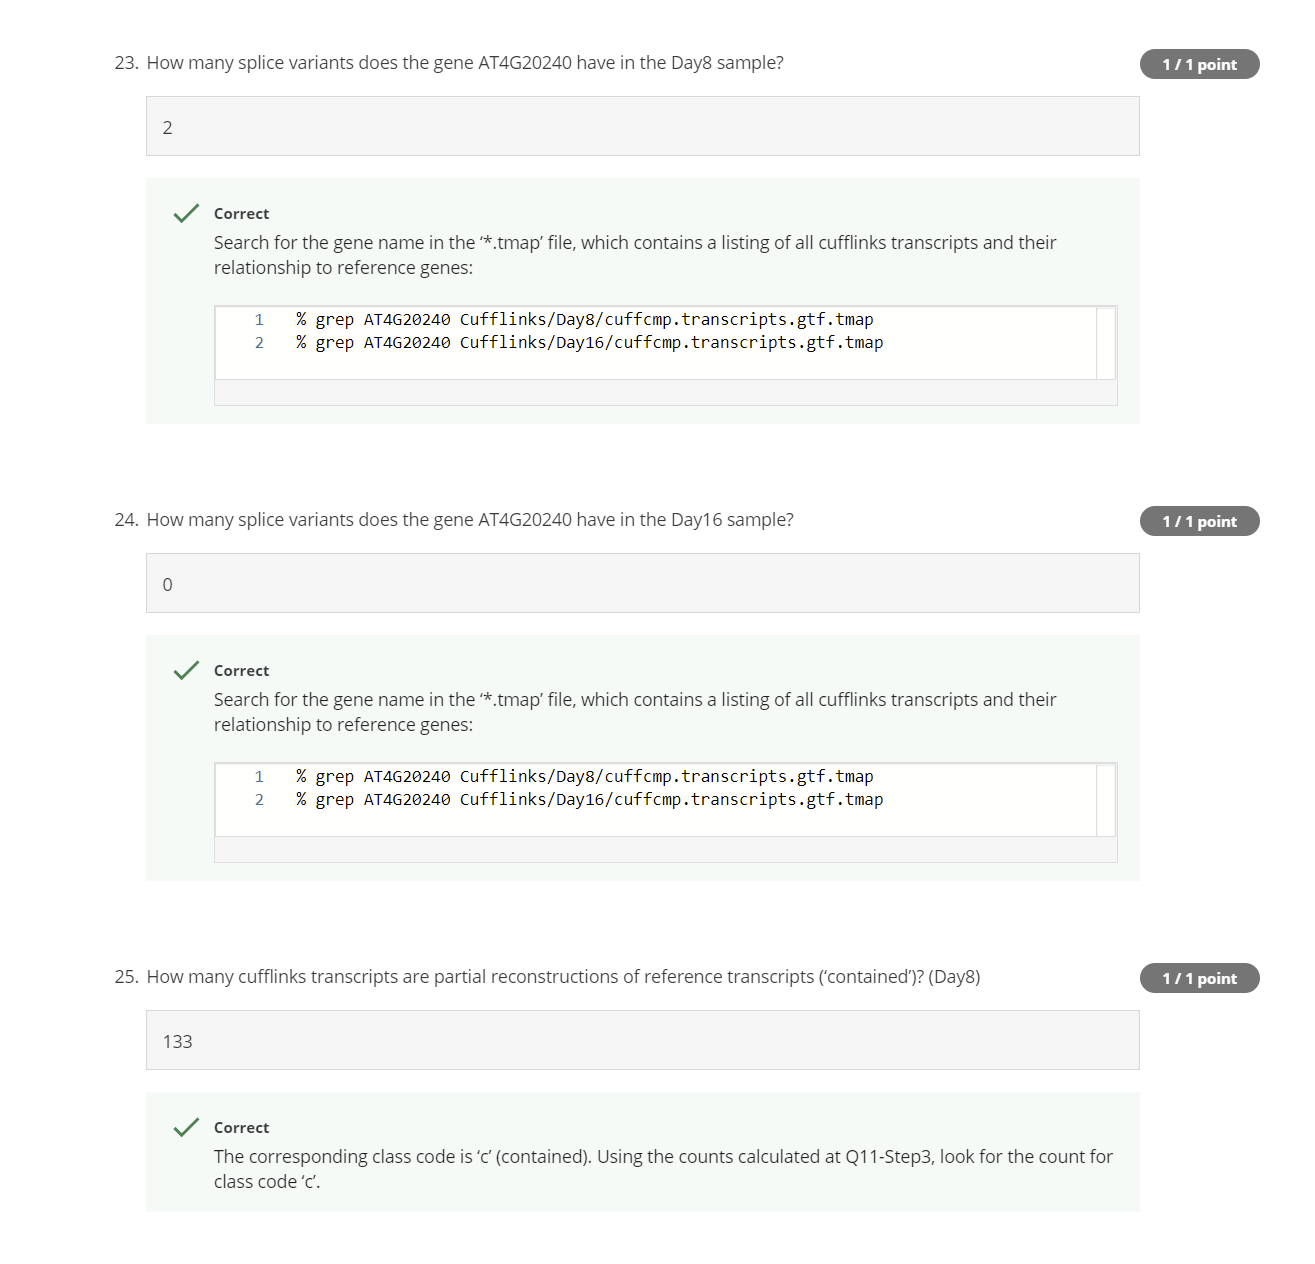 23. How many splice variants does the gene AT4G20240 have in the Day8 sample?
1 / 1 point
2
Correct
Search for the gene name in the ‘*.tmap’ file, which contains a listing of all cufflinks transcripts and their
relationship to reference genes:
1 % grep AT4G20240 Cufflinks/Day8/cuffcmp.transcripts.gtf.tmap
2 % grep AT4G20240 Cufflinks/Day16/cuffcmp.transcripts.gtf.tmap
24. How many splice variants does the gene AT4G20240 have in the Day16 sample?
1 / 1 point
0
Correct
Search for the gene name in the ‘*.tmap’ file, which contains a listing of all cufflinks transcripts and their
relationship to reference genes:
1 % grep AT4G20240 Cufflinks/Day8/cuffcmp.transcripts.gtf.tmap
2 % grep AT4G20240 Cufflinks/Day16/cuffcmp.transcripts.gtf.tmap
25. How many cufflinks transcripts are partial reconstructions of reference transcripts (‘contained’)? (Day8)
1 / 1 point
133
Correct
The corresponding class code is ‘c’ (contained). Using the counts calculated at Q11-Step3, look for the count for
class code ‘c’.